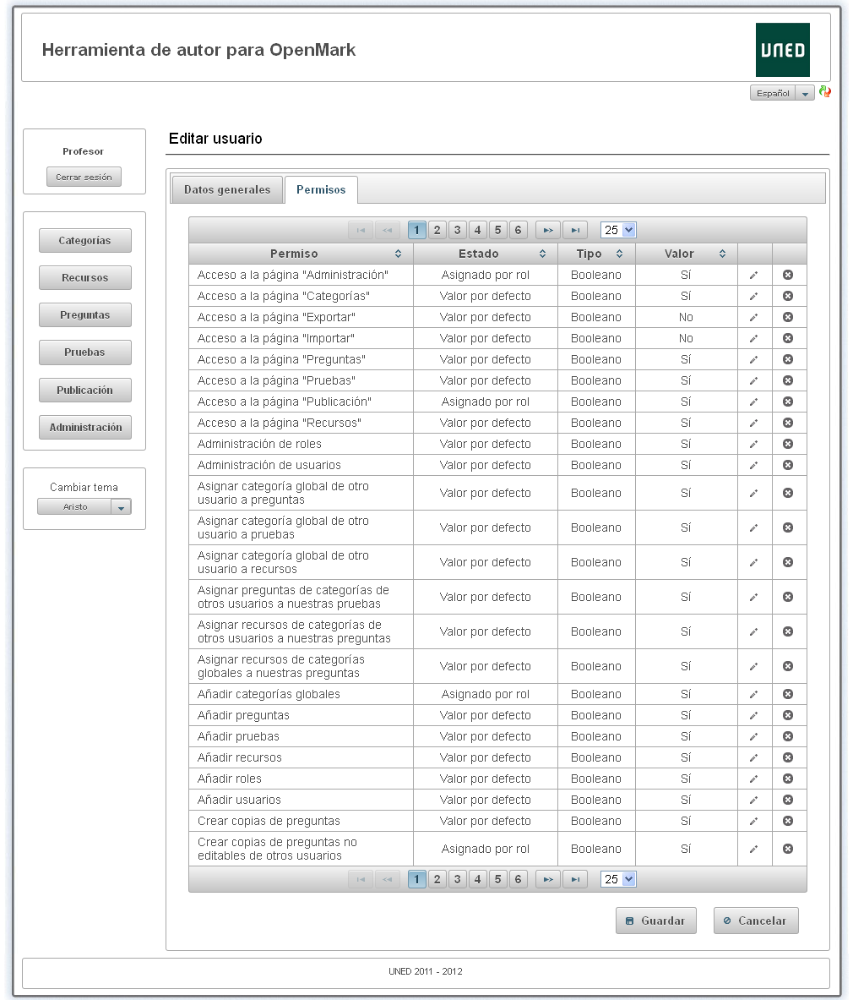 Herramienta de autor para OpenMark
UNED
Español
Profesor
Cerrar sesión
Categorías
Recursos
Preguntas
Pruebas
Publicación
Administración
Cambiar tema
Aristo
Editar usuario
Datos generales Permisos
1 2 3 4 5 6 25
Permiso Estado Tipo Valor
Acceso a la página "Administración" Asignado por rol Booleano Sí
Acceso a la página "Categorías" Valor por defecto Booleano Sí
Acceso a la página "Exportar" Valor por defecto Booleano No
Acceso a la página "Importar" Valor por defecto Booleano No
Acceso a la página "Preguntas" Valor por defecto Booleano Sí
Acceso a la página "Pruebas" Valor por defecto Booleano Sí
Acceso a la página "Publicación" Asignado por rol Booleano Sí
Acceso a la página "Recursos" Valor por defecto Booleano Sí
Administración de roles Valor por defecto Booleano Sí
Administración de usuarios Valor por defecto Booleano Sí
Asignar categoría global de otro
usuario a preguntas Valor por defecto Booleano Sí
Asignar categoría global de otro
usuario a pruebas Valor por defecto Booleano Sí
Asignar categoría global de otro
usuario a recursos Valor por defecto Booleano Sí
Asignar preguntas de categorías de
otros usuarios a nuestras pruebas Valor por defecto Booleano Sí
Asignar recursos de categorías de
otros usuarios a nuestras preguntas Valor por defecto Booleano Sí
Asignar recursos de categorías
globales a nuestras preguntas Valor por defecto Booleano Sí
Añadir categorías globales Asignado por rol Booleano Sí
Añadir preguntas Valor por defecto Booleano Sí
Añadir pruebas Valor por defecto Booleano Sí
Añadir recursos Valor por defecto Booleano Sí
Añadir roles Valor por defecto Booleano Sí
Añadir usuarios Valor por defecto Booleano Sí
Crear copias de preguntas Valor por defecto Booleano Sí
Crear copias de preguntas no
editables de otros usuarios Asignado por rol Booleano Sí
1 2 3 4 5 6 25
Guardar Cancelar
UNED 2011 - 2012